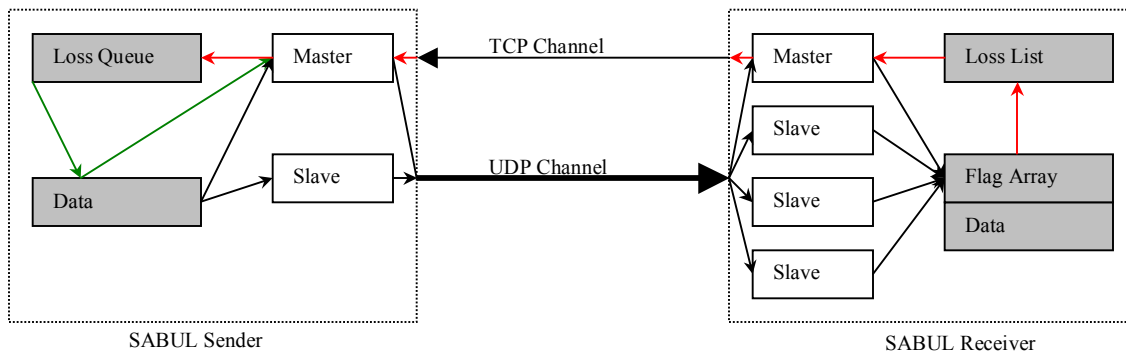 Loss Queue
Master
TCP Channel
Master
Loss List
Slave
Data
Slave
UDP Channel
Slave
Flag Array
Data
Slave
SABUL Sender
SABUL Receiver